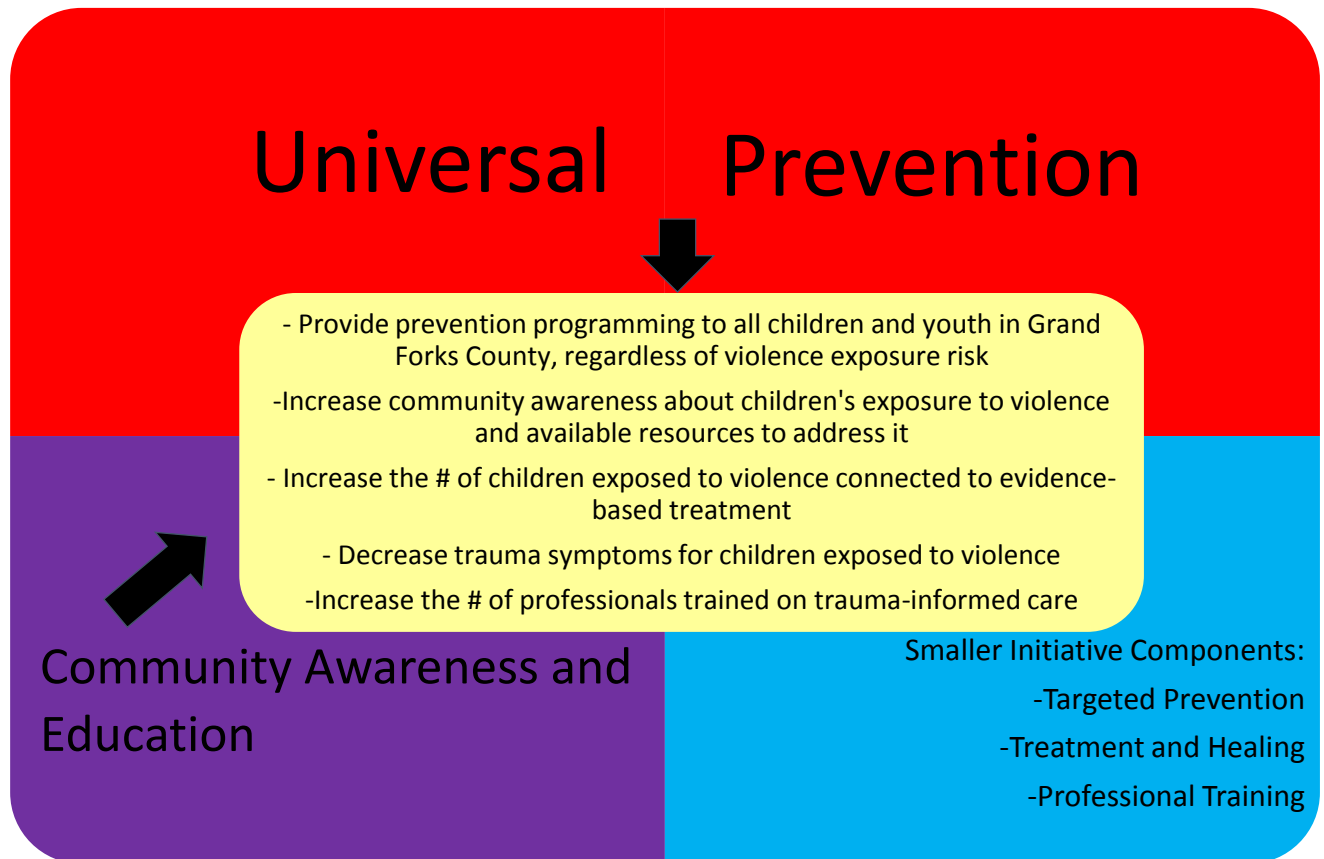 Universal Prevention
- Provide prevention programming to all children and youth in Grand
Forks County, regardless of violence exposure risk
-Increase community awareness about children's exposure to violence
and available resources to address it
- Increase the # of children exposed to violence connected to evidence-
based treatment
- Decrease trauma symptoms for children exposed to violence
-Increase the # of professionals trained on trauma-informed care
Community Awareness and
Education
Smaller Initiative Components:
-Targeted Prevention
-Treatment and Healing
-Professional Training